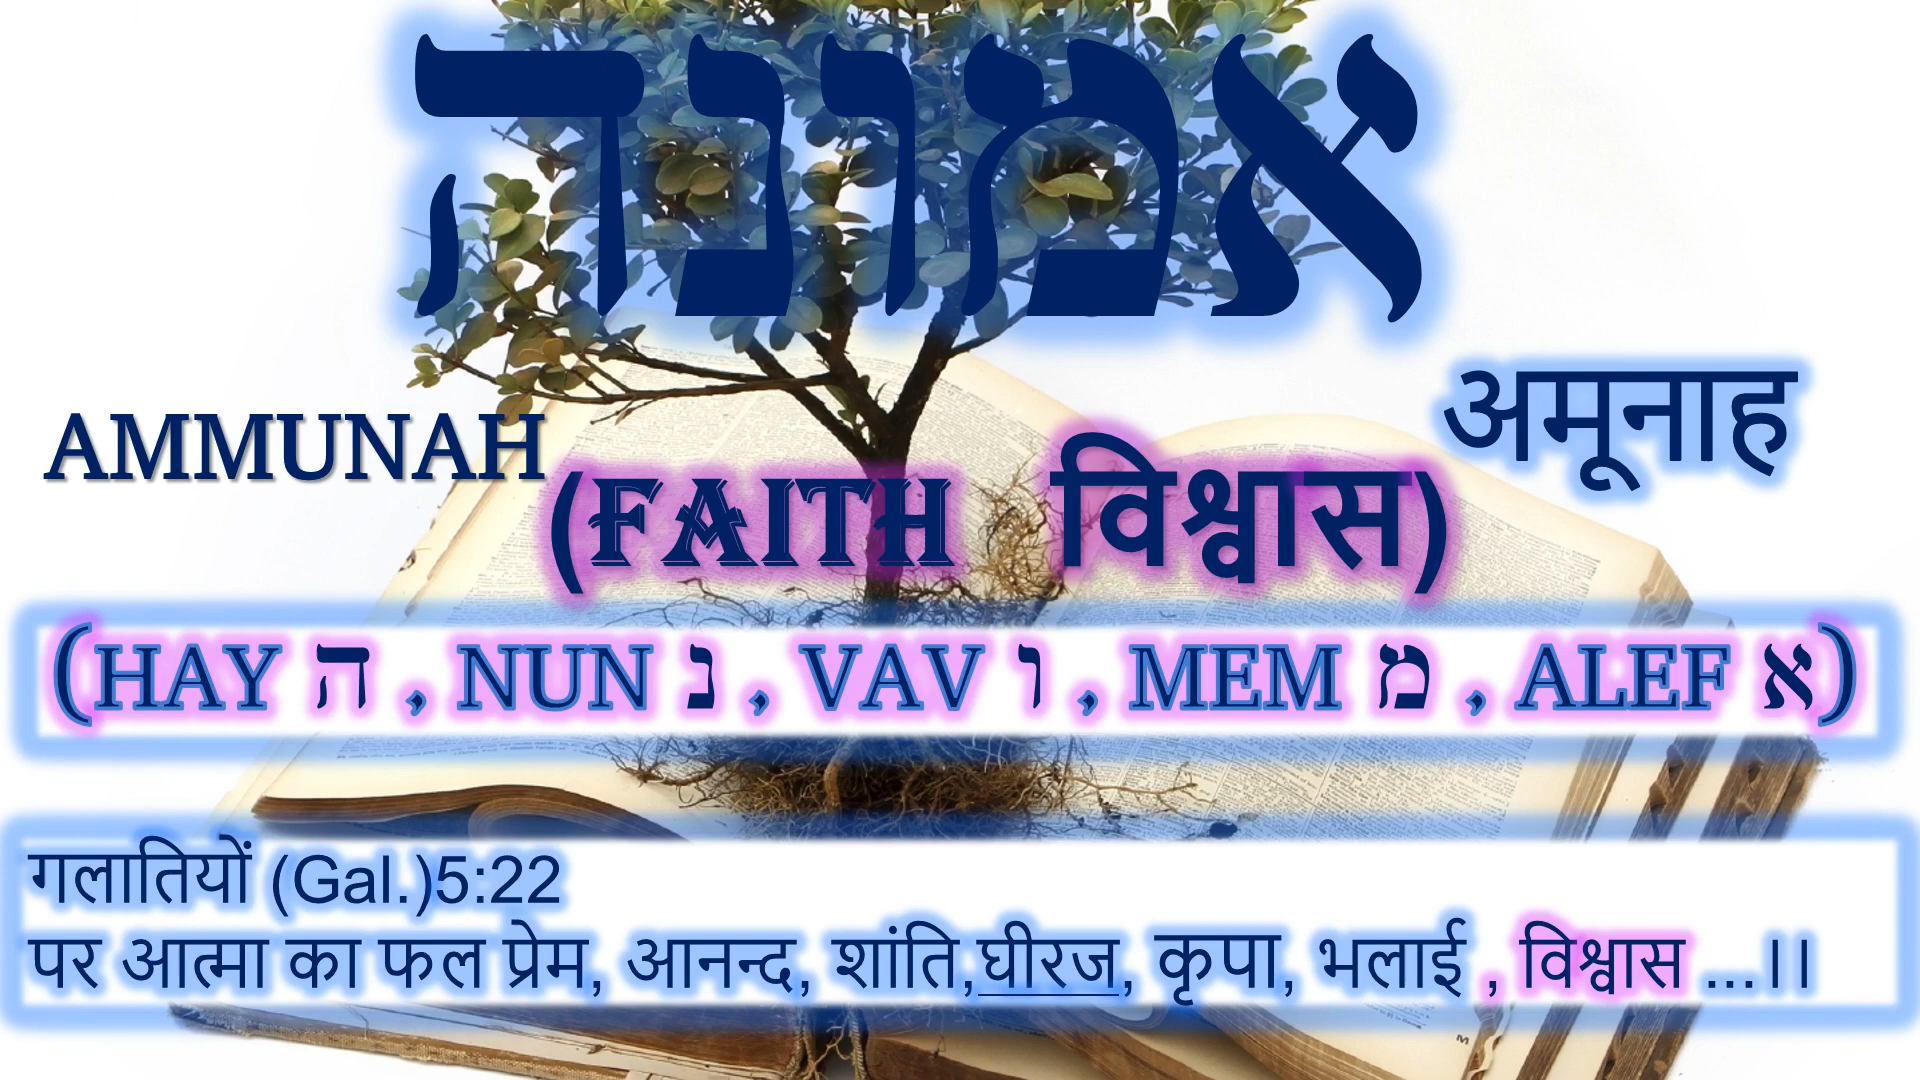 אמונה
AMMUNAH
अमूनाह
(FAITH विश्वास)
(HAY ה , NUN נ , VAV ו , MEM מ , ALEF א)
गलातियों (Gal.)5:22
पर आत्मा का फल प्रेम, आनन्द, शांति,घीरज, कृपा, भलाई , विश्वास ...।।